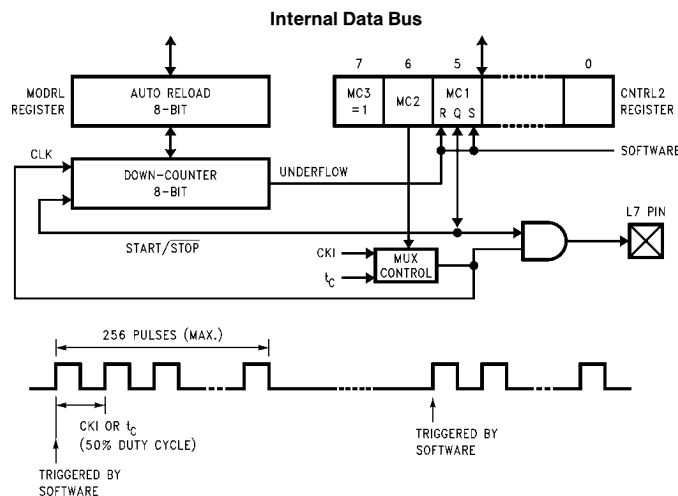 Internal Data Bus
7 6 5 0
MODRL
REGISTER
AUTO RELOAD
8-BIT
MC3
=1
MC2
MC1
R Q S
CNTRL2
REGISTER
CLK
DOWN-COUNTER
8-BIT
UNDERFLOW
SOFTWARE
START/STOP
CKI
tC
MUX
CONTROL
L7 PIN
256 PULSES (MAX.)
CKI OR tC
(50% DUTY CYCLE)
TRIGGERED BY
SOFTWARE
TRIGGERED BY
SOFTWARE